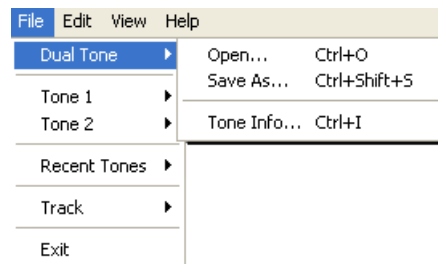 File Edit View Help
Dual Tone
Open... Ctrl+O
Save As... Ctrl+Shift+S
Tone Info... Ctrl+I
Tone 1
Tone 2
Recent Tones
Track
Exit